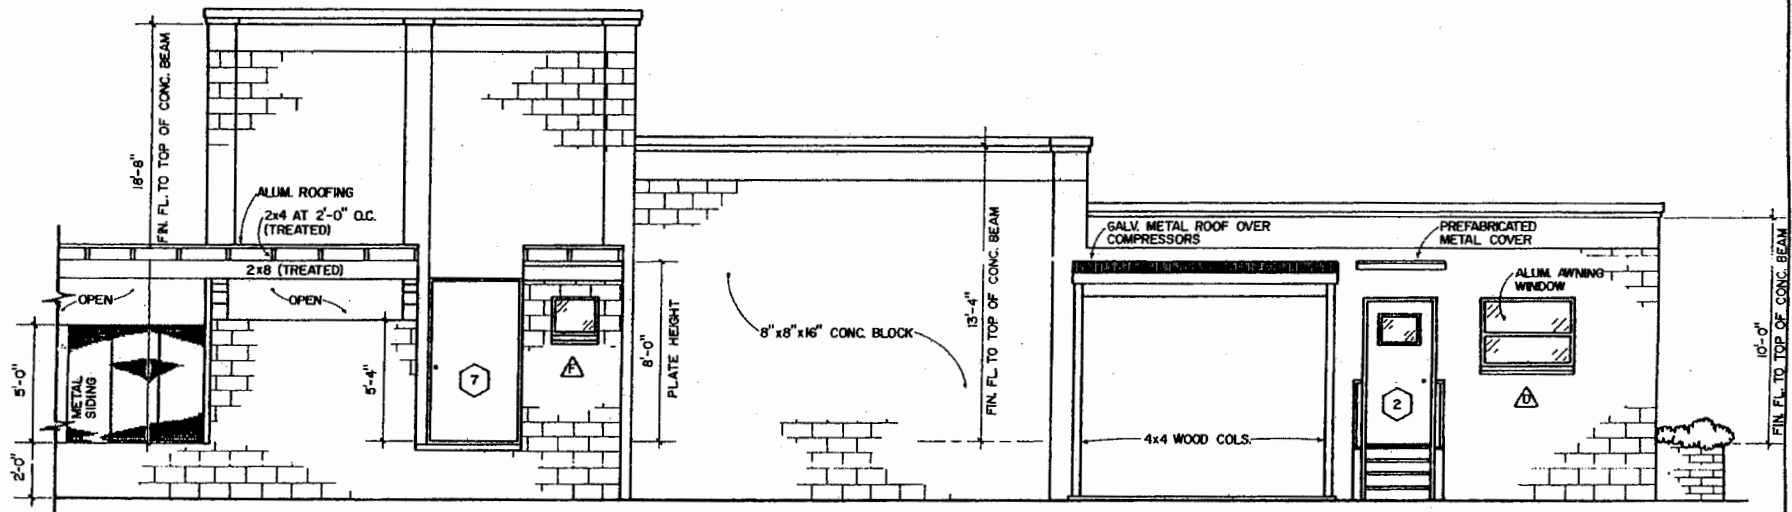 18'-8"
FIN. FL. TO TOP OF CONC. BEAM
ALUM. ROOFING
2x4 AT 2'-0" O.C.
(TREATED)
2x8 (TREATED)
OPEN
OPEN
5'-0"
METAL
SIDING
2'-0"
5'-4"
7
F
8'-0"
PLATE HEIGHT
8"x8"x16" CONC. BLOCK
13'-4"
FIN. FL. TO TOP OF CONC. BEAM
GALV. METAL ROOF OVER
COMPRESSORS
4x4 WOOD COLS.
PREFABRICATED
METAL COVER
2
ALUM. AWNING
WINDOW
D
10'-0"
FIN. FL. TO TOP OF CONC. BEAM